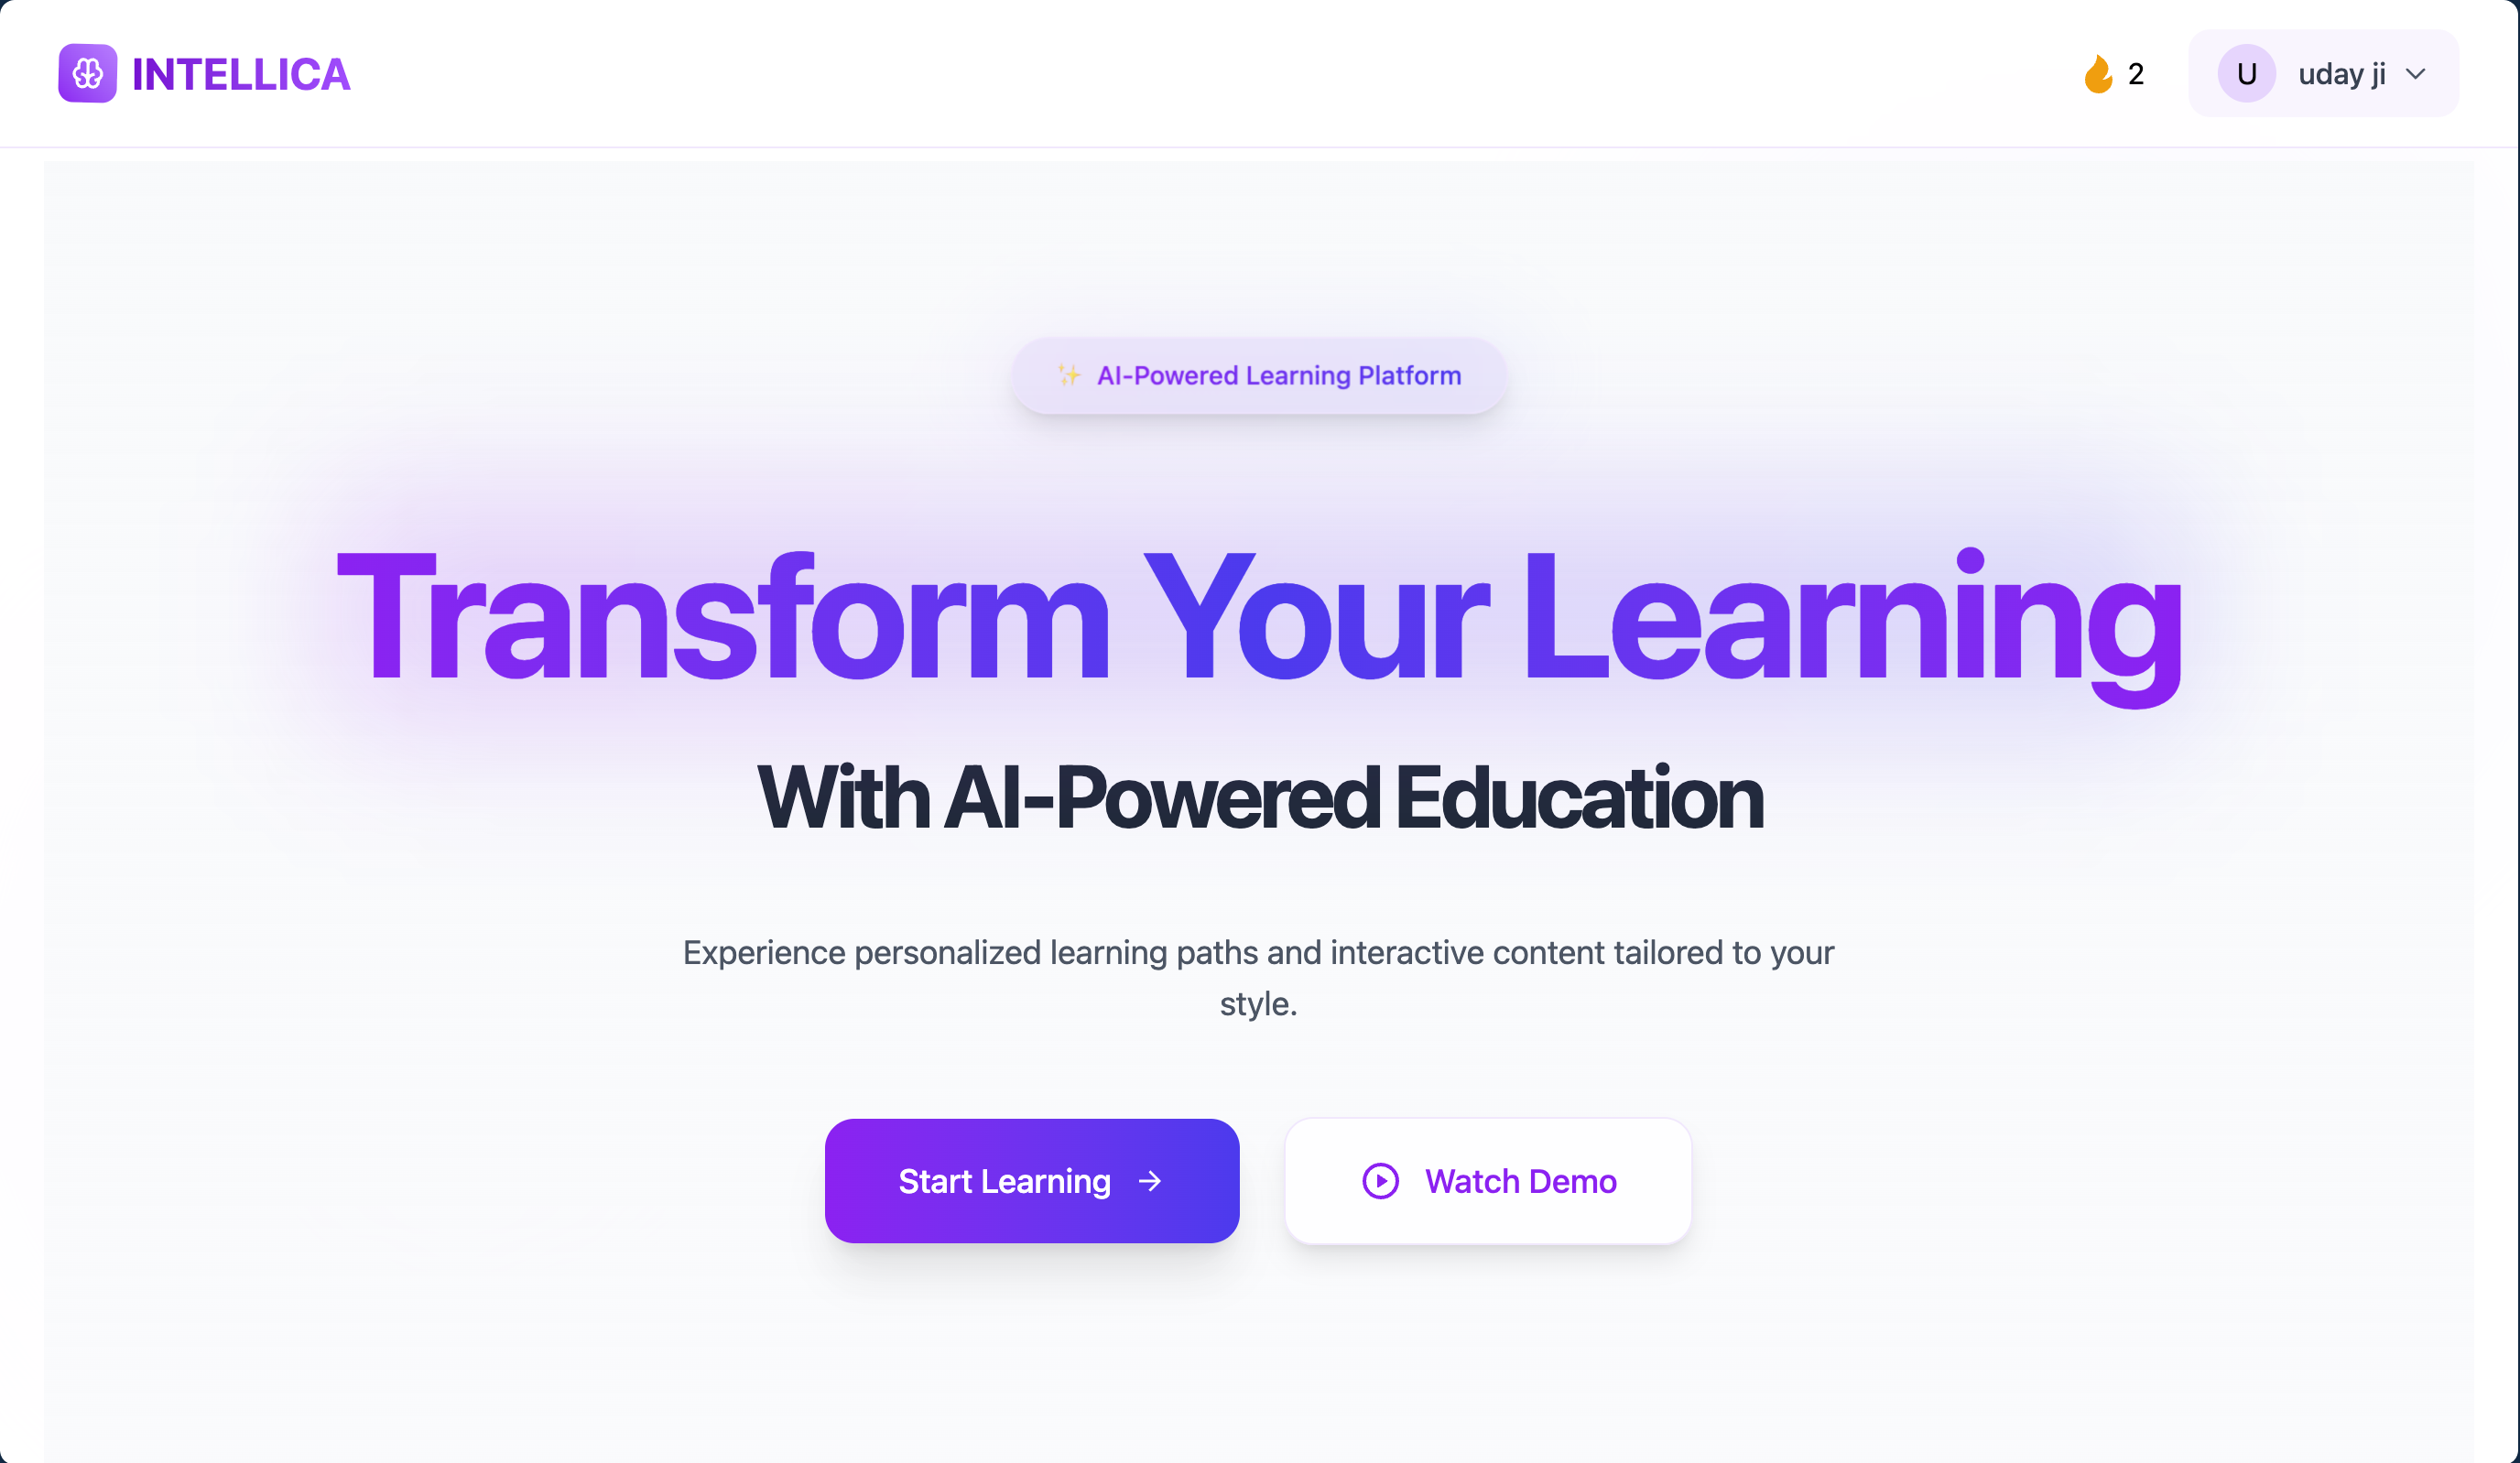 INTELLICA
2
U
uday ji
✨ AI-Powered Learning Platform
Transform Your Learning
With AI-Powered Education
Experience personalized learning paths and interactive content tailored to your
style.
Start Learning →
Watch Demo